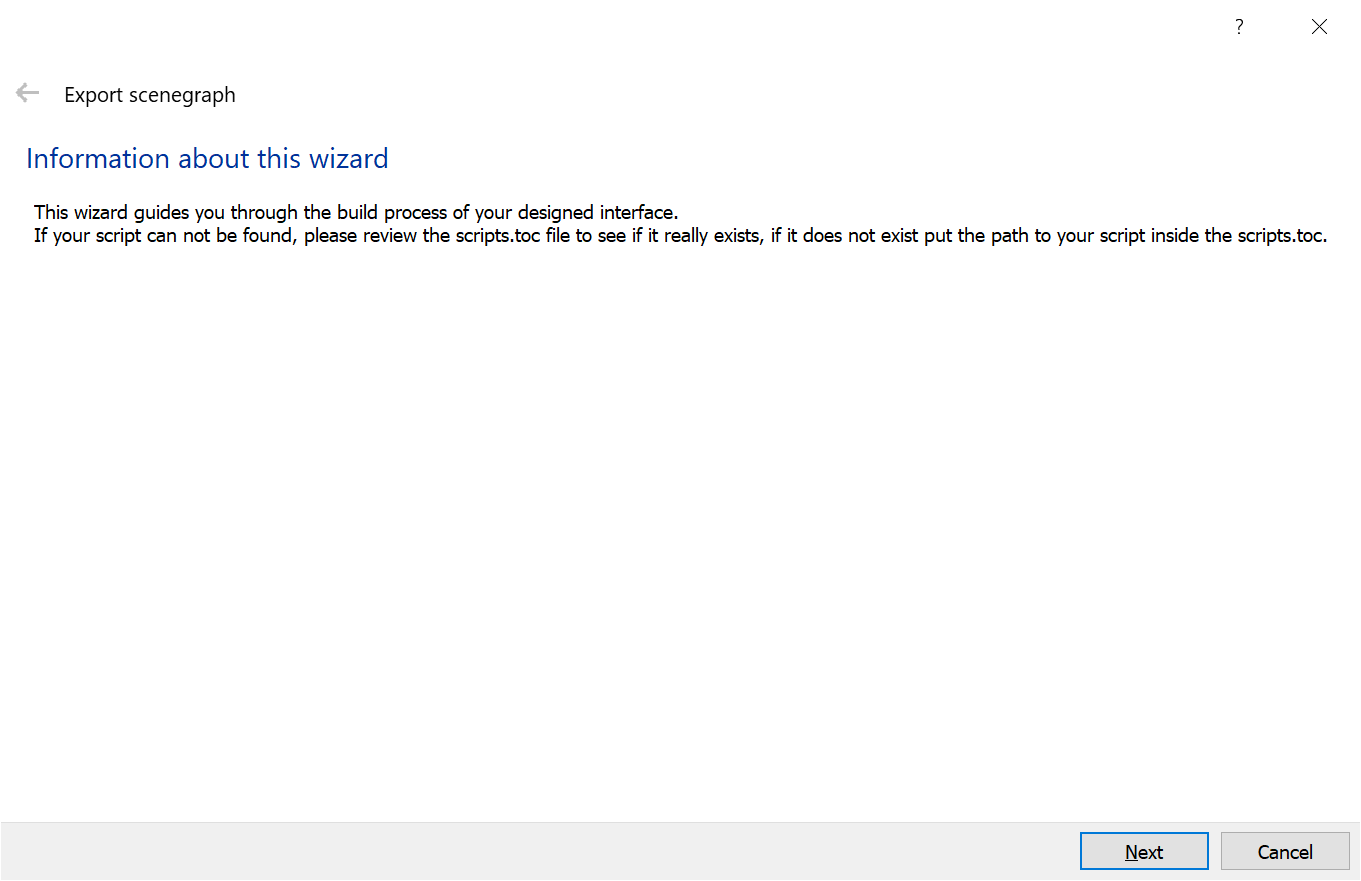 ?
Export scenegraph
Information about this wizard
This wizard guides you through the build process of your designed interface.
If your script can not be found, please review the scripts.toc file to see if it really exists, if it does not exist put the path to your script inside the scripts.toc.
Next
Cancel